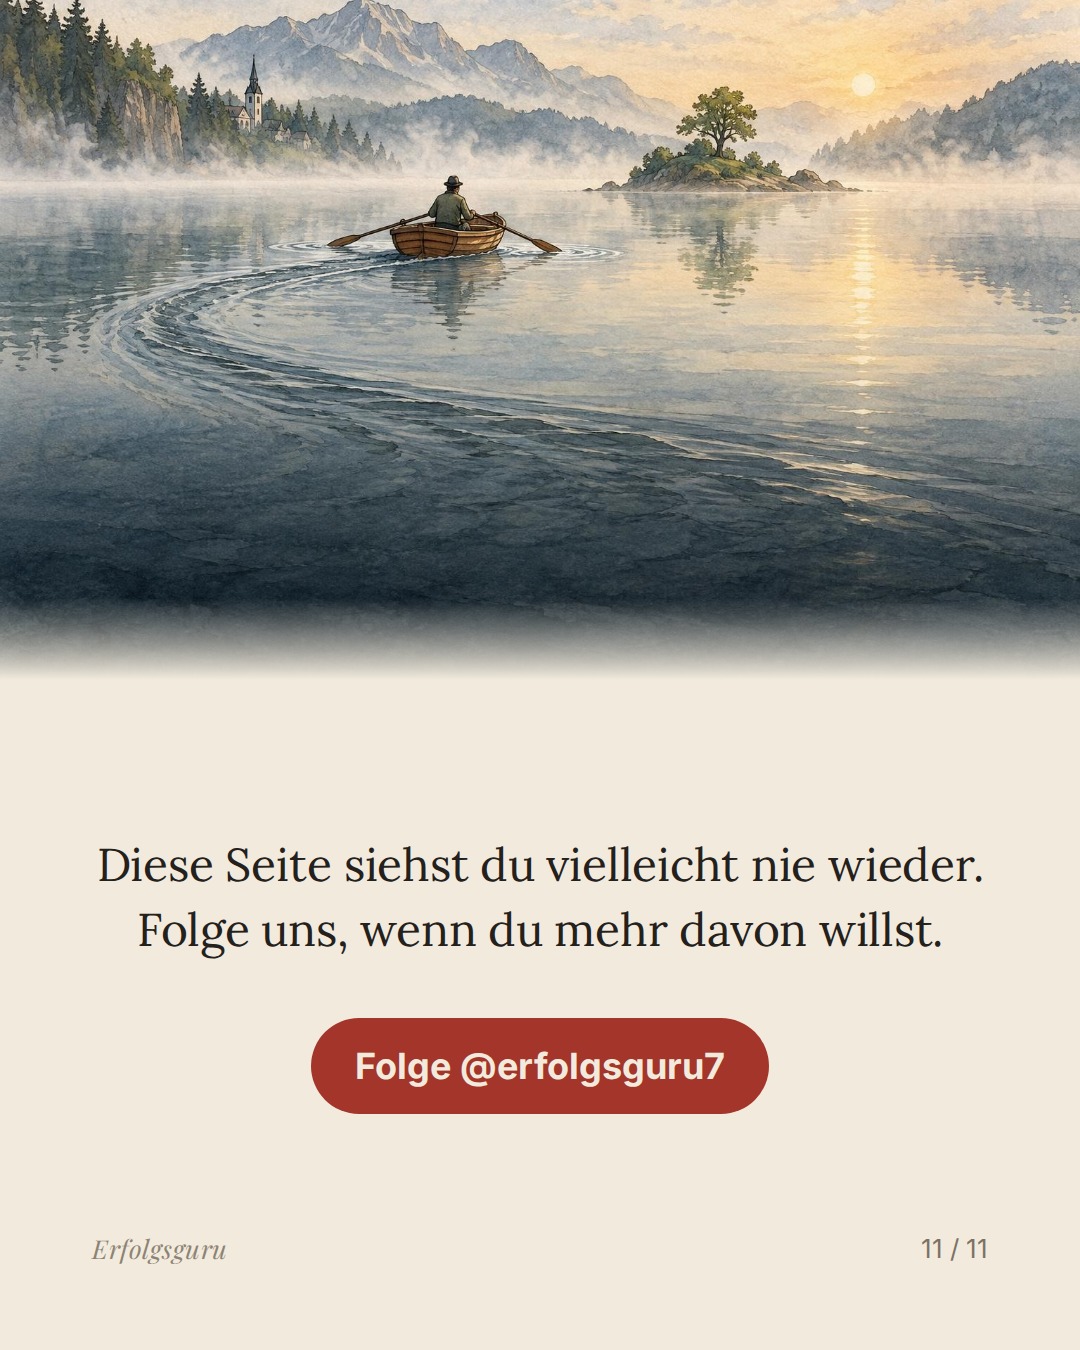 Diese Seite siehst du vielleicht nie wieder.
Folge uns, wenn du mehr davon willst.
Folge @erfolgsguru7
Erfolgsguru
11 / 11